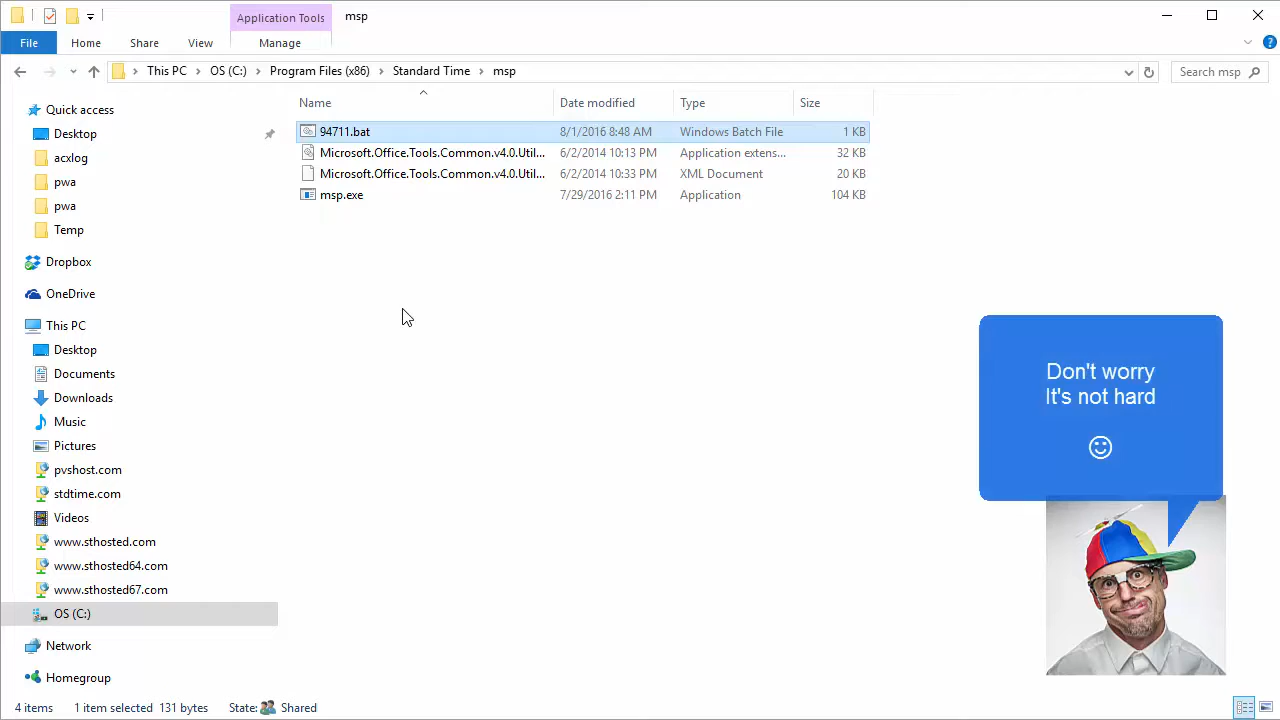 Application Tools
msp
File
Home
Share
View
Manage
This PC
OS (C:)
Program Files (x86)
Standard Time
msp
Search msp
Name
Date modified
Type
Size
94711.bat
8/1/2016 8:48 AM
Windows Batch File
1 KB
Microsoft.Office.Tools.Common.v4.0.Util...
6/2/2014 10:13 PM
Application extens...
32 KB
Microsoft.Office.Tools.Common.v4.0.Util...
6/2/2014 10:33 PM
XML Document
20 KB
msp.exe
7/29/2016 2:11 PM
Application
104 KB
Quick access
Desktop
acxlog
pwa
pwa
Temp
Dropbox
OneDrive
This PC
Desktop
Documents
Downloads
Music
Pictures
pvshost.com
stdtime.com
Videos
www.sthosted.com
www.sthosted64.com
www.sthosted67.com
OS (C:)
Network
Homegroup
Don't worry
It's not hard
4 items
1 item selected 131 bytes
State:
Shared